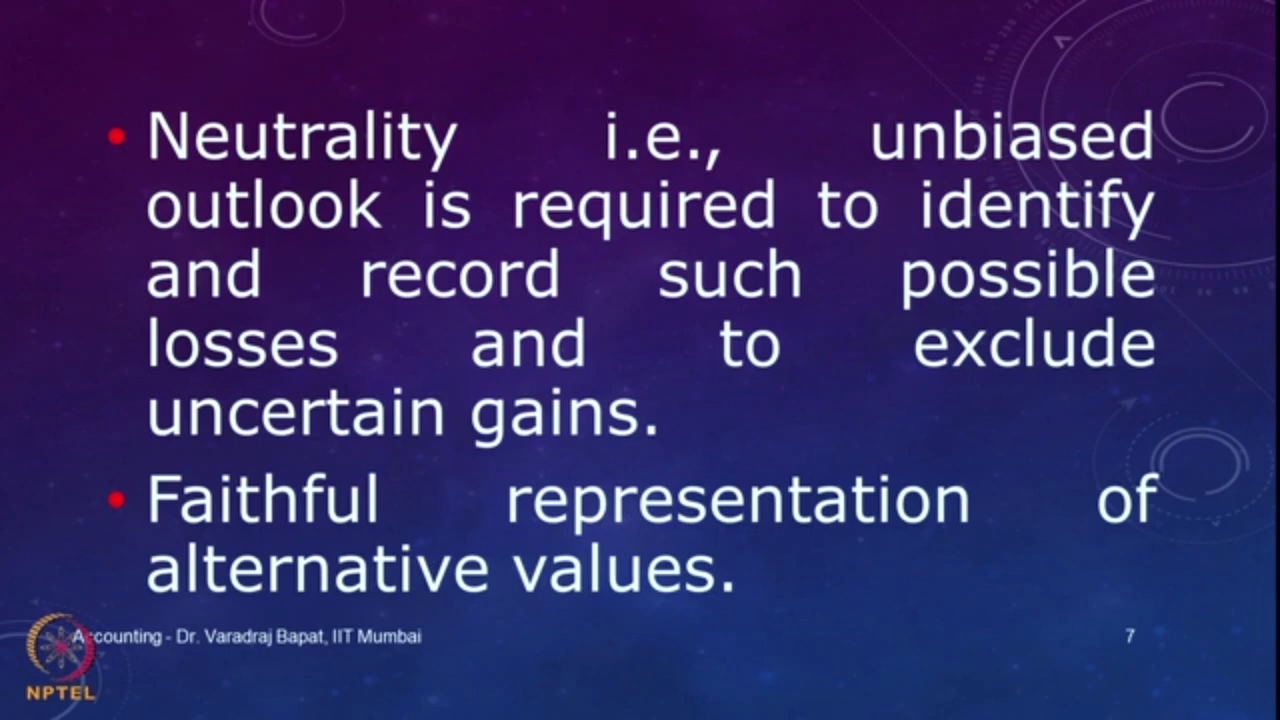 • Neutrality i.e., unbiased
outlook is required to identify
and record such possible
losses and to exclude
uncertain gains.
• Faithful representation of
alternative values.
Accounting - Dr. Varadraj Bapat, IIT Mumbai
7
NPTEL